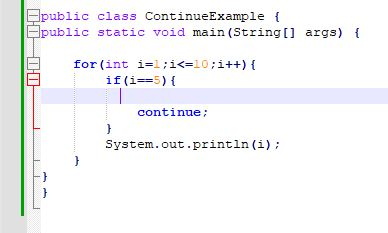 public class ContinueExample {
public static void main(String[] args) {
for(int i=1;i<=10;i++){
if(i==5){
continue;
}
System.out.println(i);
}
}
}